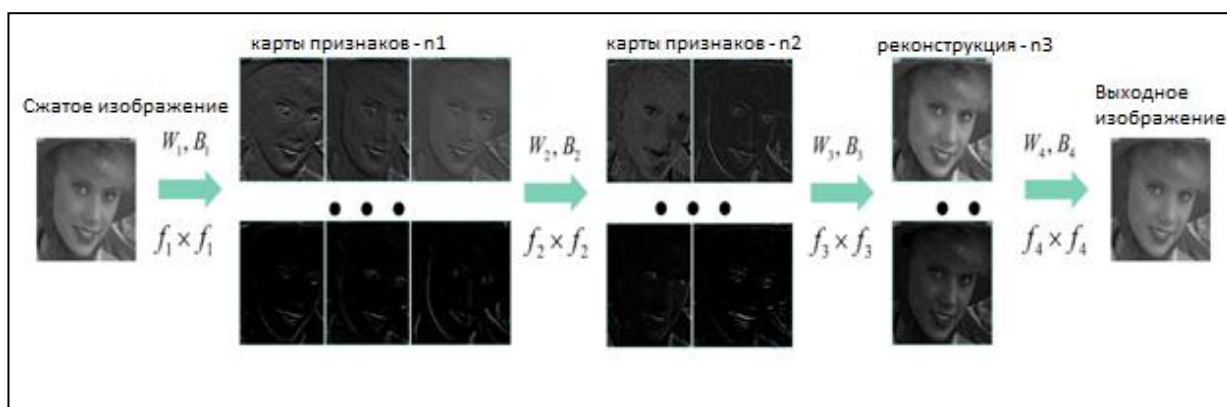 карты признаков - n1
карты признаков - n2
реконструкция - n3
Сжатое изображение
Выходное
изображение
W₁, B₁
f₁ × f₁
W₂, B₂
f₂ × f₂
W₃, B₃
f₃ × f₃
W₄, B₄
f₄ × f₄